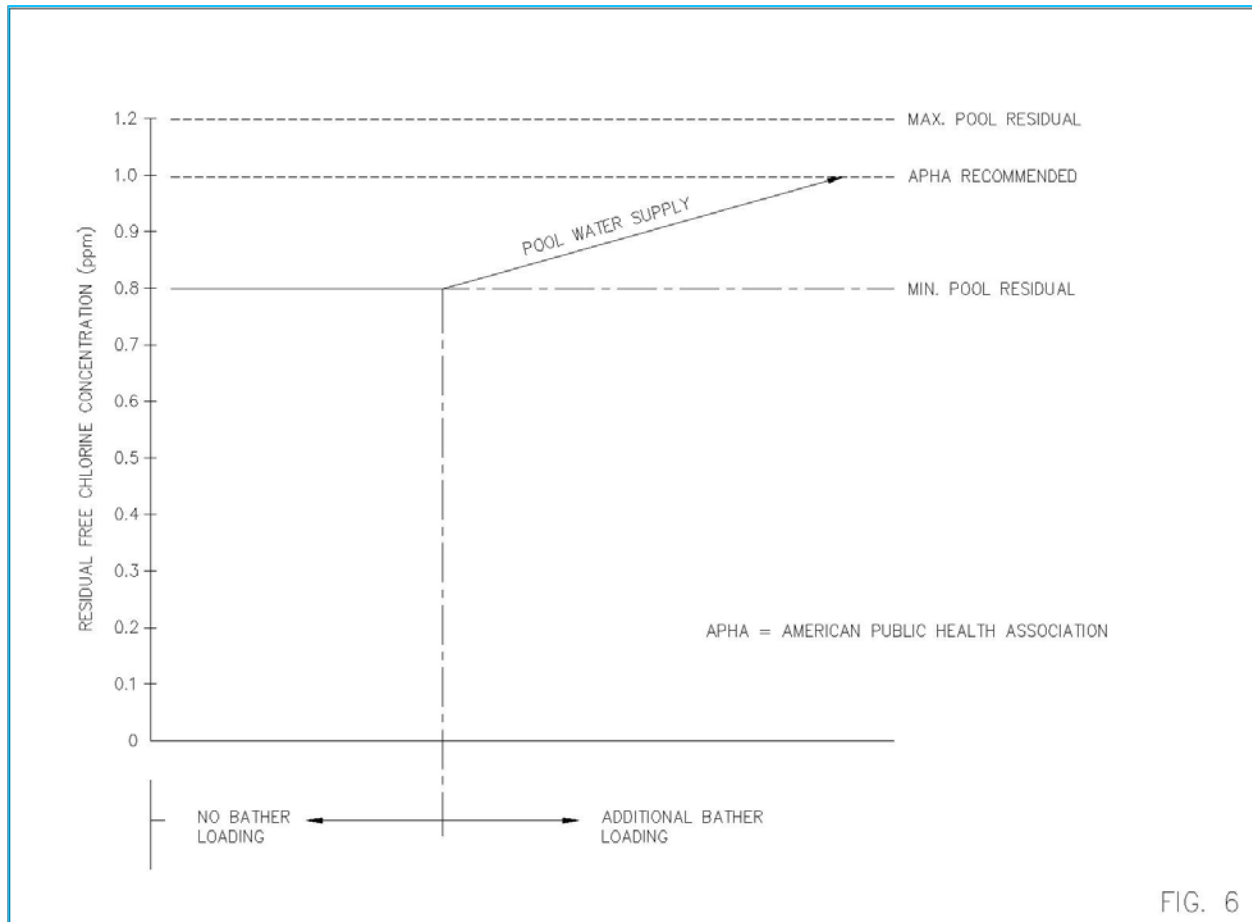 1.2
MAX. POOL RESIDUAL
1.0
APHA RECOMMENDED
POOL WATER SUPPLY
0.9
0.8
MIN. POOL RESIDUAL
0.7
0.6
0.5
0.4
0.3
0.2
0.1
0
RESIDUAL FREE CHLORINE CONCENTRATION (ppm)
APHA = AMERICAN PUBLIC HEALTH ASSOCIATION
NO BATHER
LOADING
ADDITIONAL BATHER
LOADING
FIG. 6